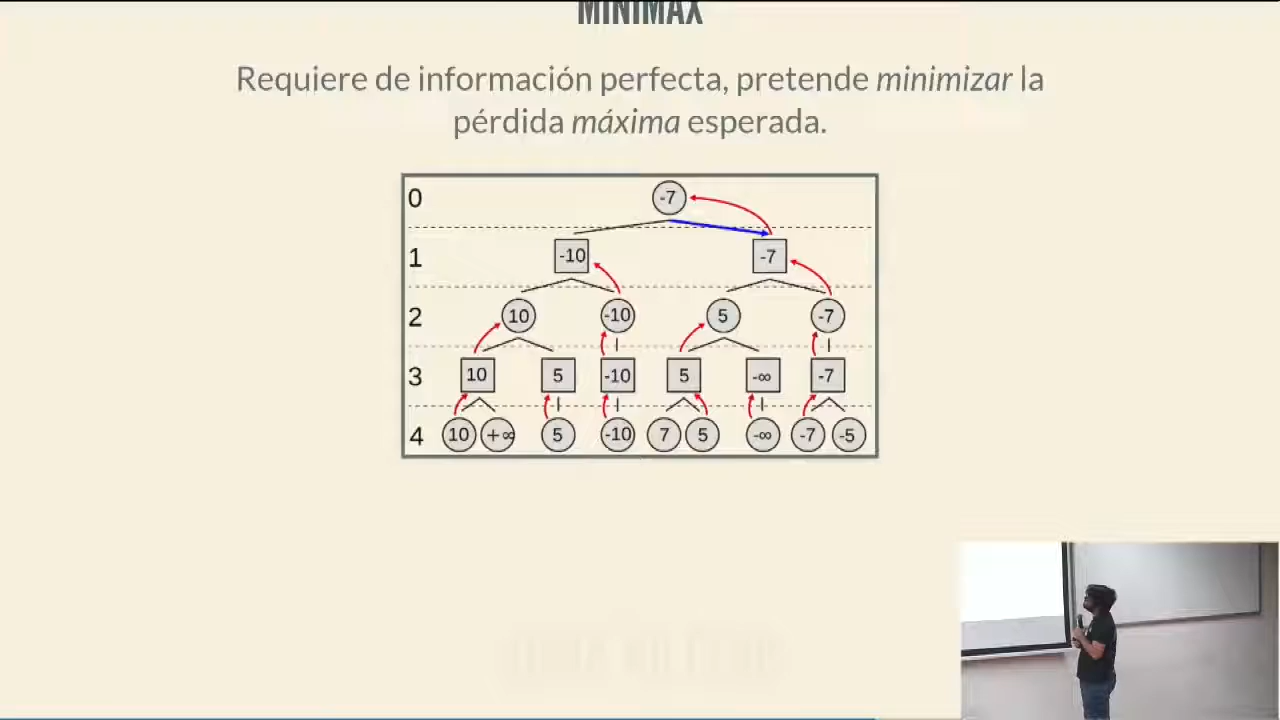 MINIMAX
Requiere de información perfecta, pretende minimizar la
pérdida máxima esperada.
0 -7
1 -10 -7
2 10 -10 5 -7
3 10 5 -10 5 -∞ -7
4 10 +∞ 5 -10 7 5 -∞ -7 -5